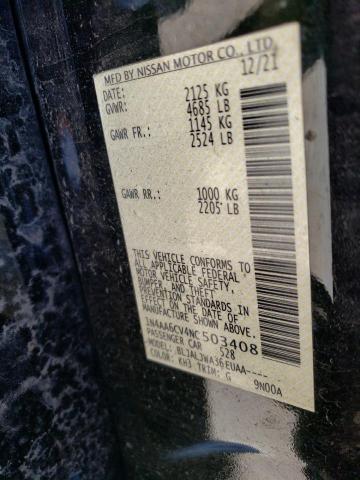 MFD BY NISSAN MOTOR CO., LTD.
DATE: 12/21
GVWR: 2125 KG
4685 LB
GAWR FR.: 1145 KG
2524 LB
GAWR RR.: 1000 KG
2205 LB
THIS VEHICLE CONFORMS TO
ALL APPLICABLE FEDERAL
MOTOR VEHICLE SAFETY,
BUMPER, AND THEFT
PREVENTION STANDARDS IN
EFFECT ON THE DATE OF
MANUFACTURE SHOWN ABOVE.
1N4AA6CV4NC503408
PASSENGER CAR 528
MODEL: BLJALJWA36EUAA----
COLOR: KH3 TRIM: G 9N00A